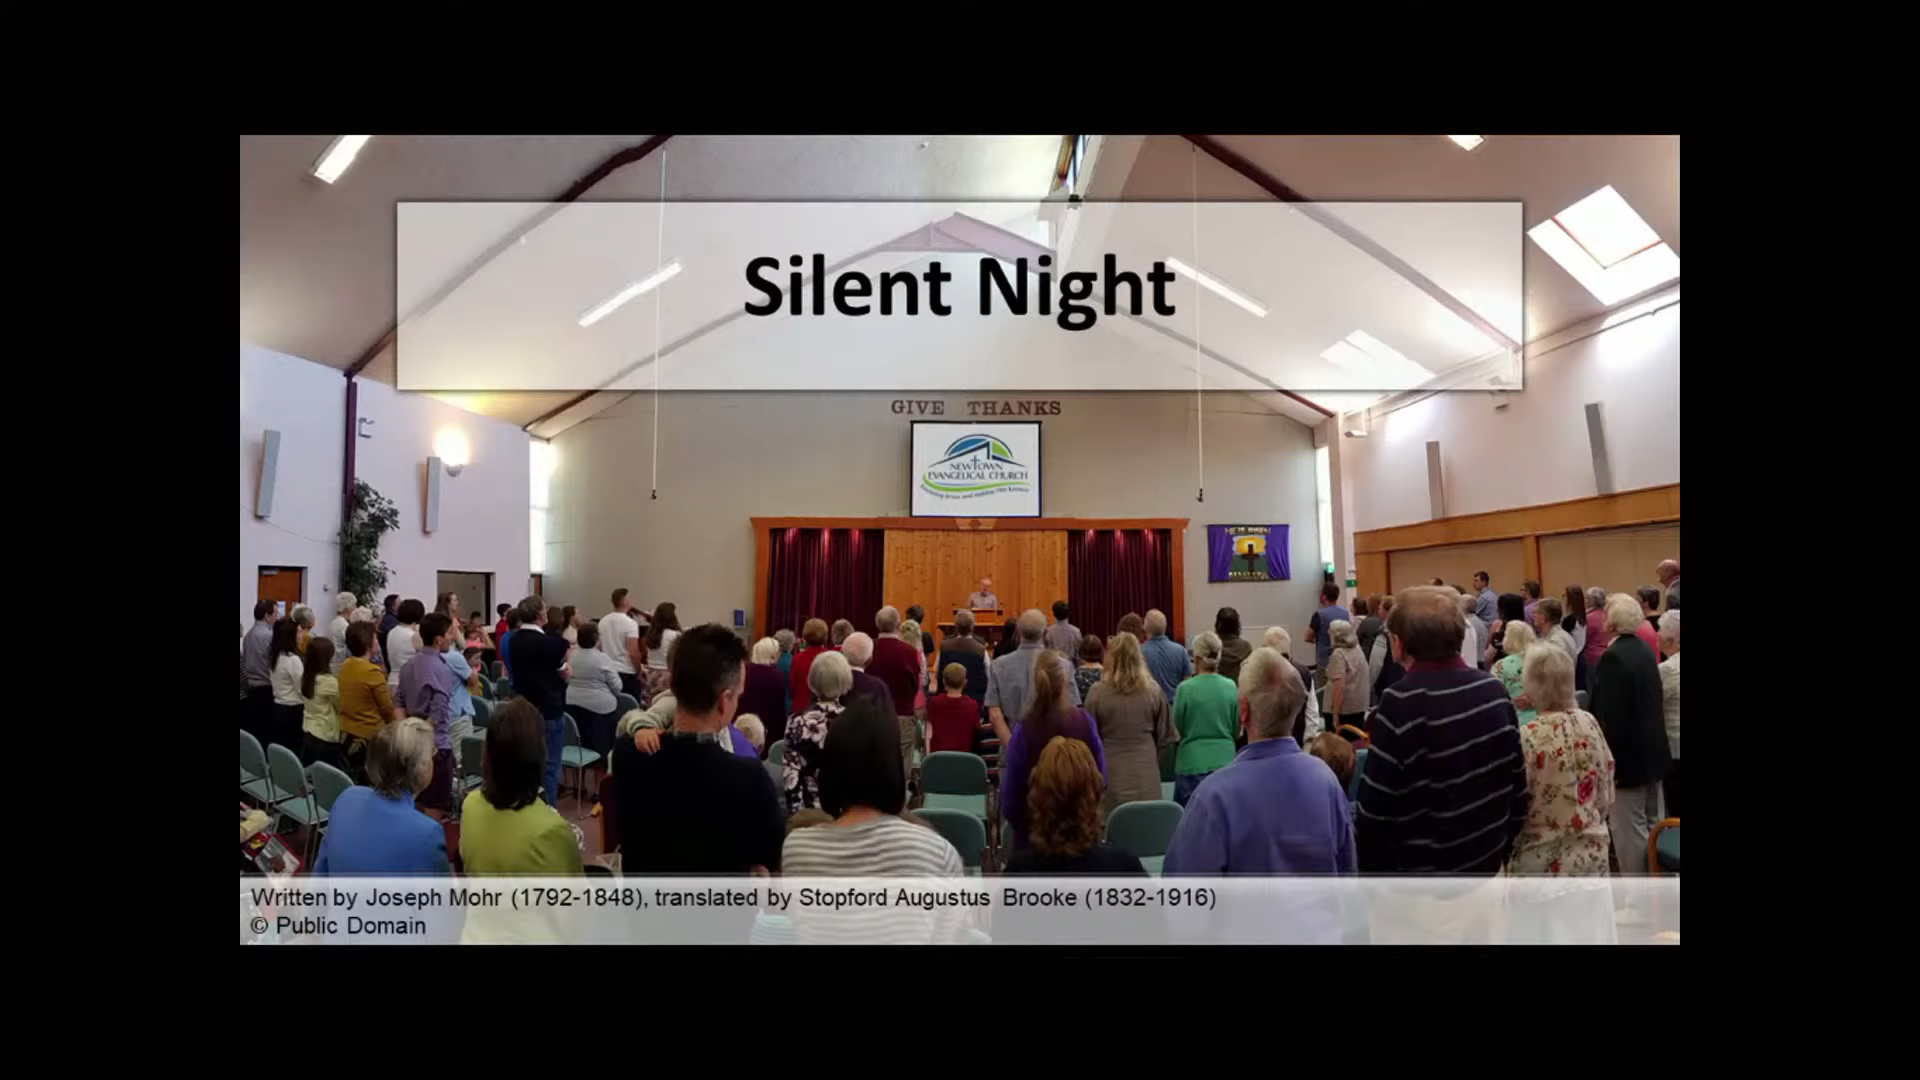 Silent Night
GIVE THANKS
NEWTOWN
EVANGELICAL CHURCH
Written by Joseph Mohr (1792-1848), translated by Stopford Augustus Brooke (1832-1916)
© Public Domain